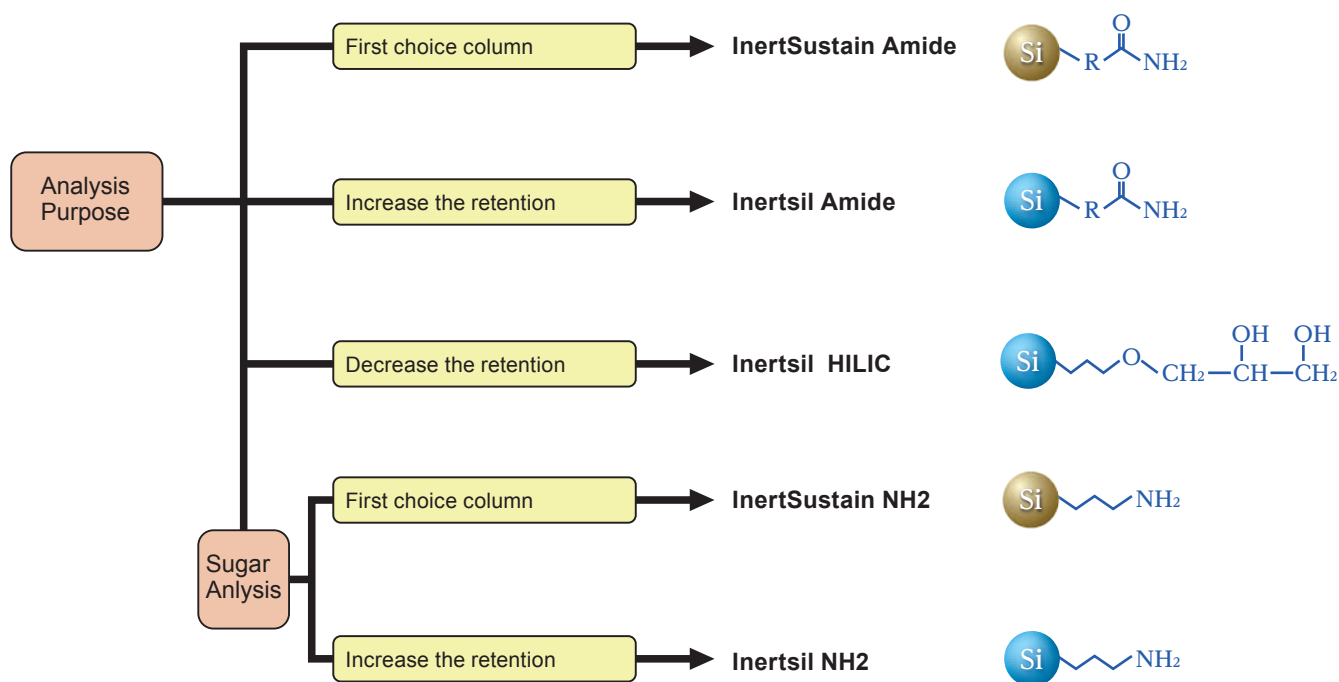 First choice column
InertSustain Amide
Si
R
O
NH₂
Analysis
Purpose
Increase the retention
Inertsil Amide
Si
R
O
NH₂
Decrease the retention
Inertsil  HILIC
Si
O
CH₂
OH
CH
OH
CH₂
Sugar
Anlysis
First choice column
InertSustain NH2
Si
NH₂
Increase the retention
Inertsil NH2
Si
NH₂